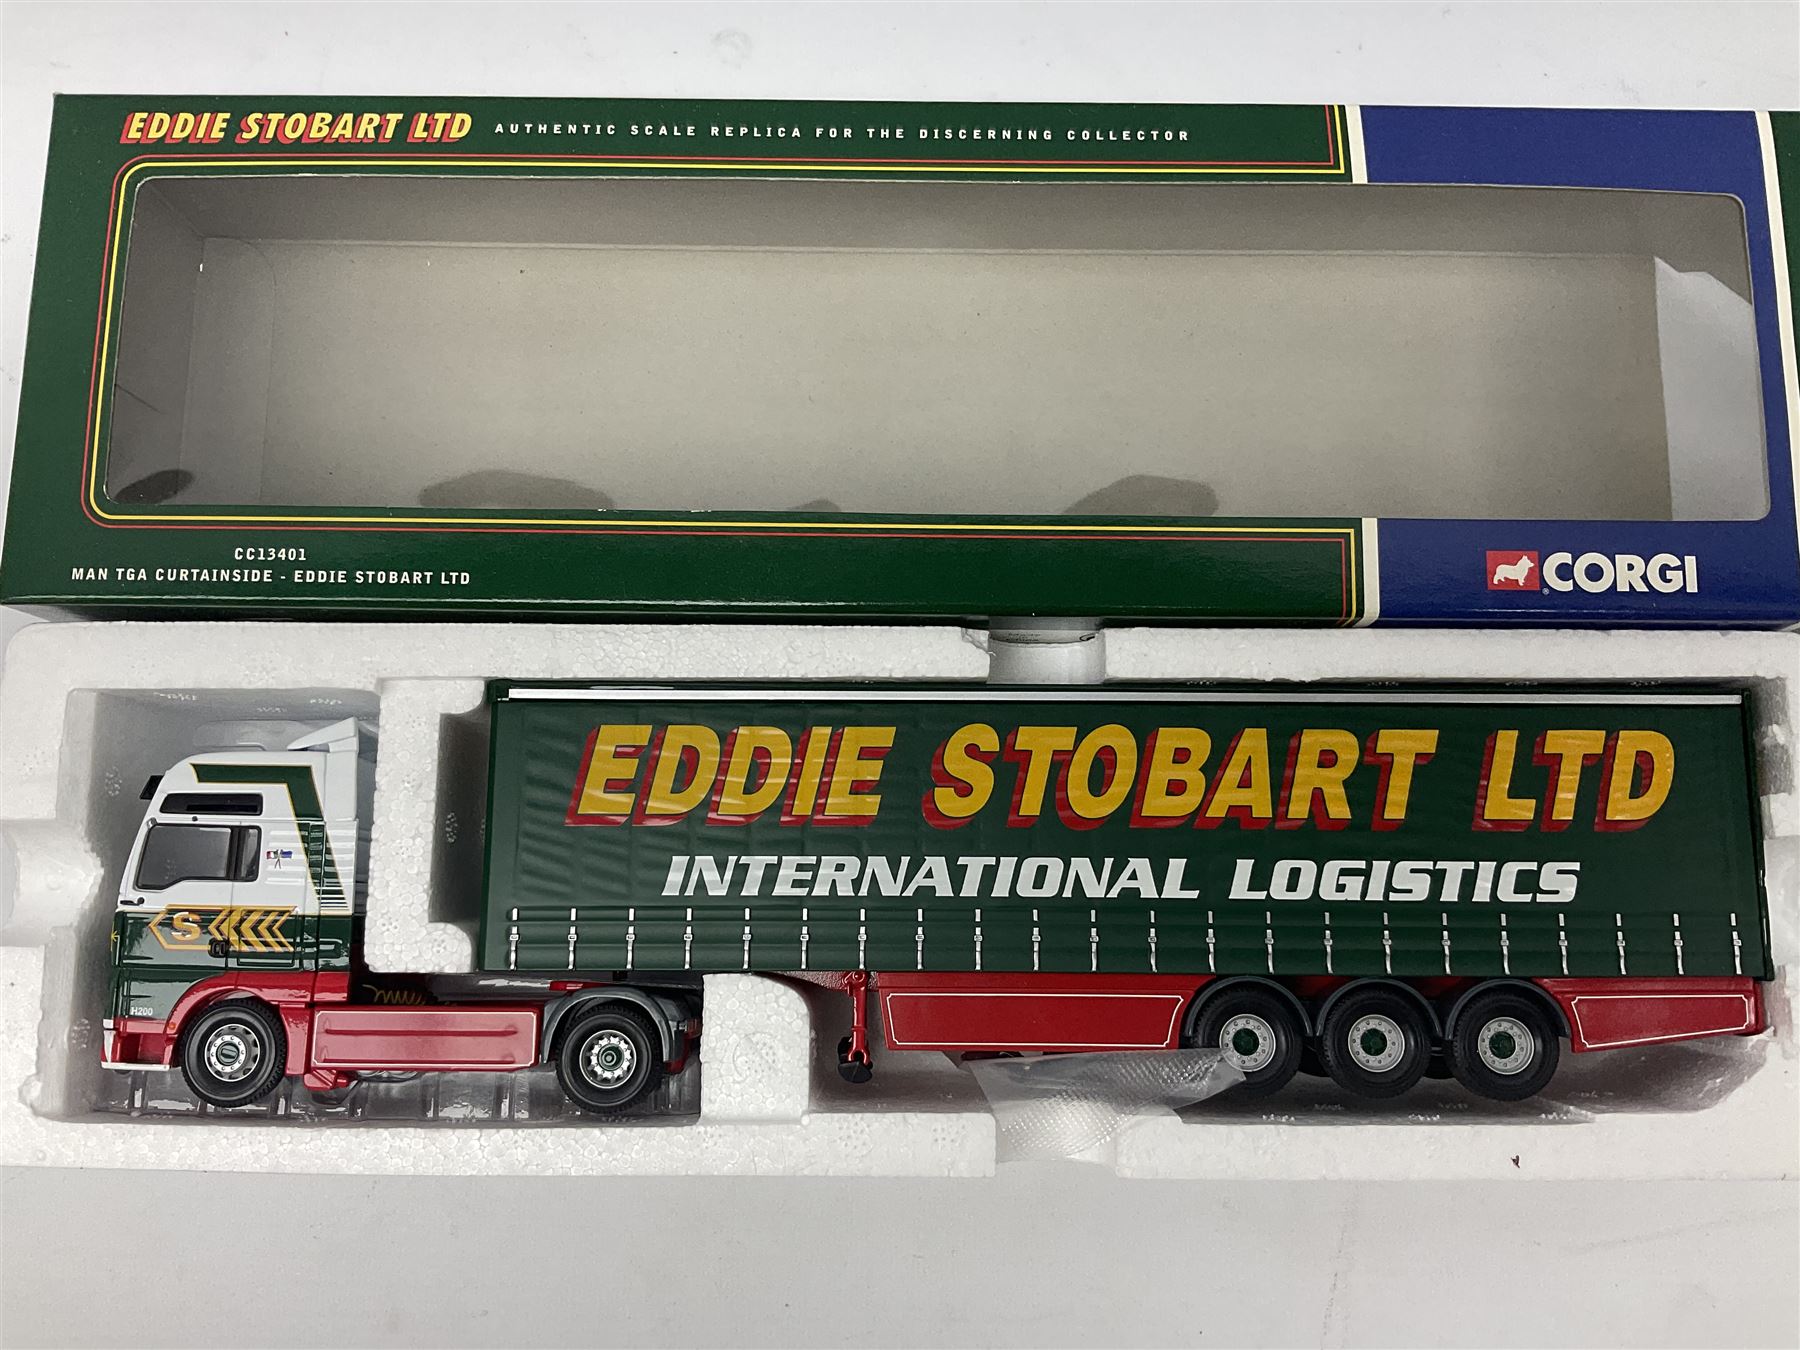 EDDIE STOBART LTD AUTHENTIC SCALE REPLICA FOR THE DISCERNING COLLECTOR
CC13401
MAN TGA CURTAINSIDE - EDDIE STOBART LTD
CORGI
EDDIE STOBART LTD
INTERNATIONAL LOGISTICS
S
H200